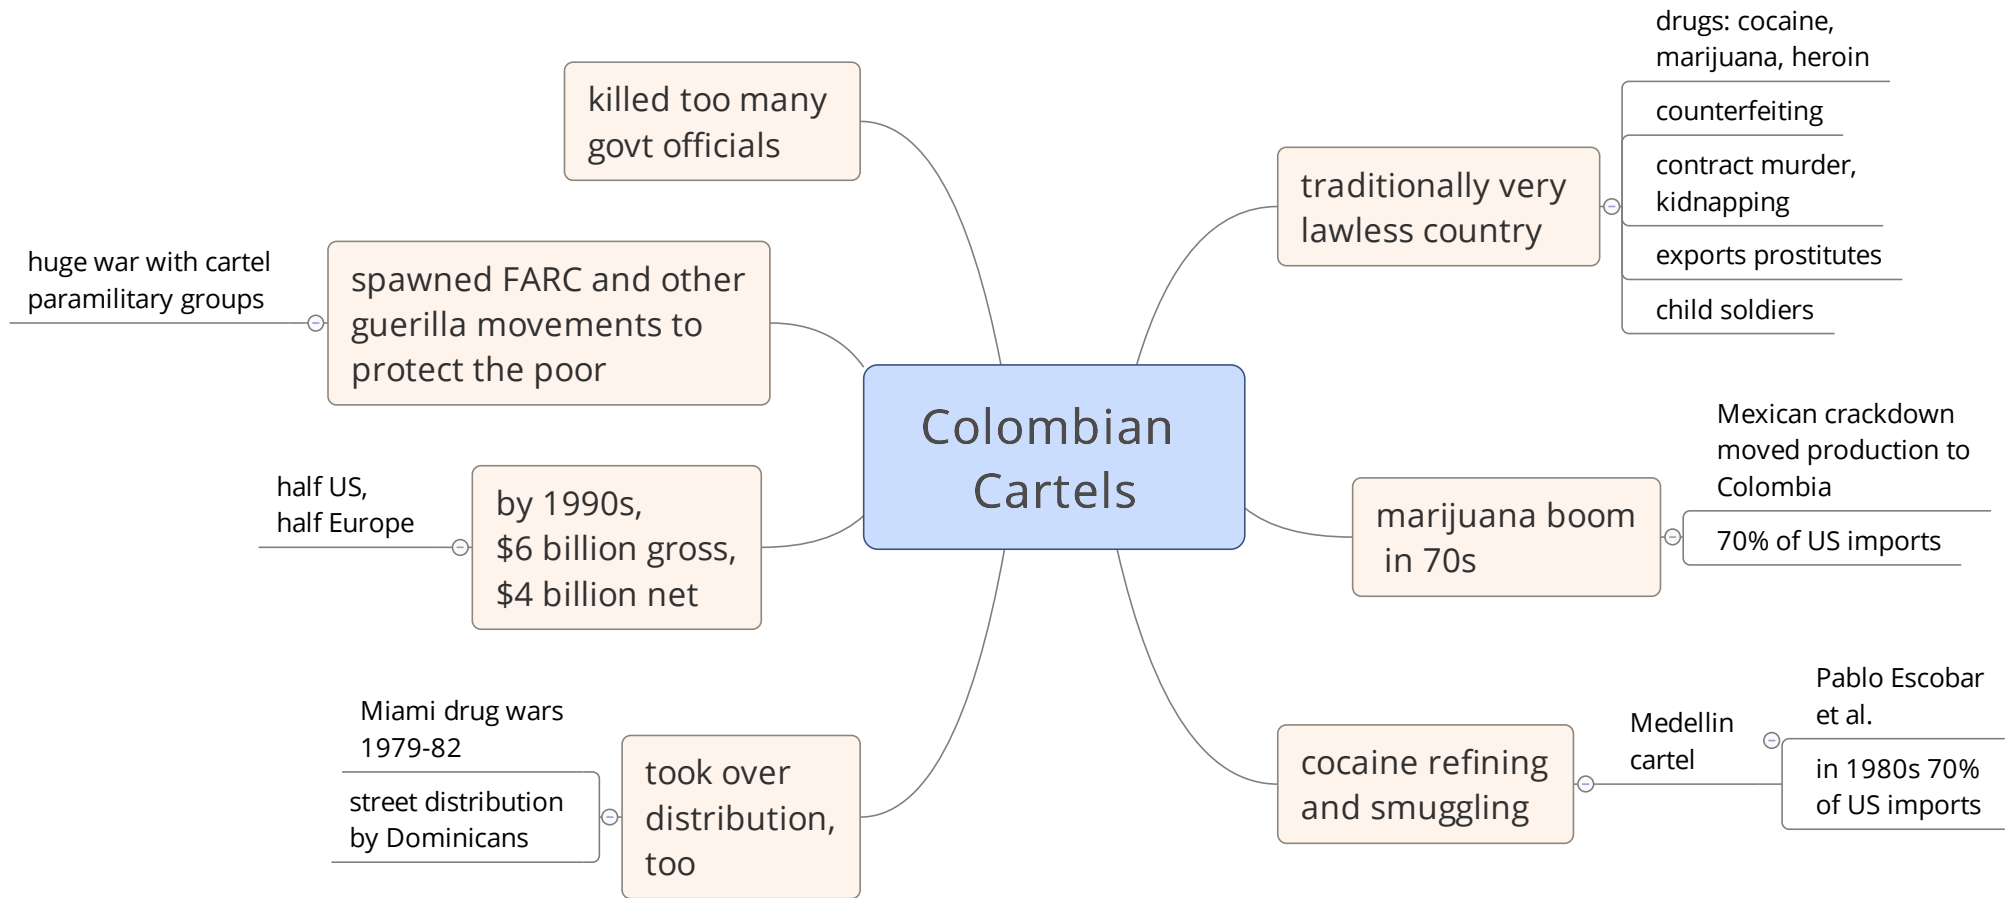 Colombian
Cartels
traditionally very
lawless country
drugs: cocaine,
marijuana, heroin
counterfeiting
contract murder,
kidnapping
exports prostitutes
child soldiers
marijuana boom
in 70s
Mexican crackdown
moved production to
Colombia
70% of US imports
cocaine refining
and smuggling
Medellin
cartel
Pablo Escobar
et al.
in 1980s 70%
of US imports
killed too many
govt officials
spawned FARC and other
guerilla movements to
protect the poor
huge war with cartel
paramilitary groups
by 1990s,
$6 billion gross,
$4 billion net
half US,
half Europe
took over
distribution,
too
Miami drug wars
1979-82
street distribution
by Dominicans